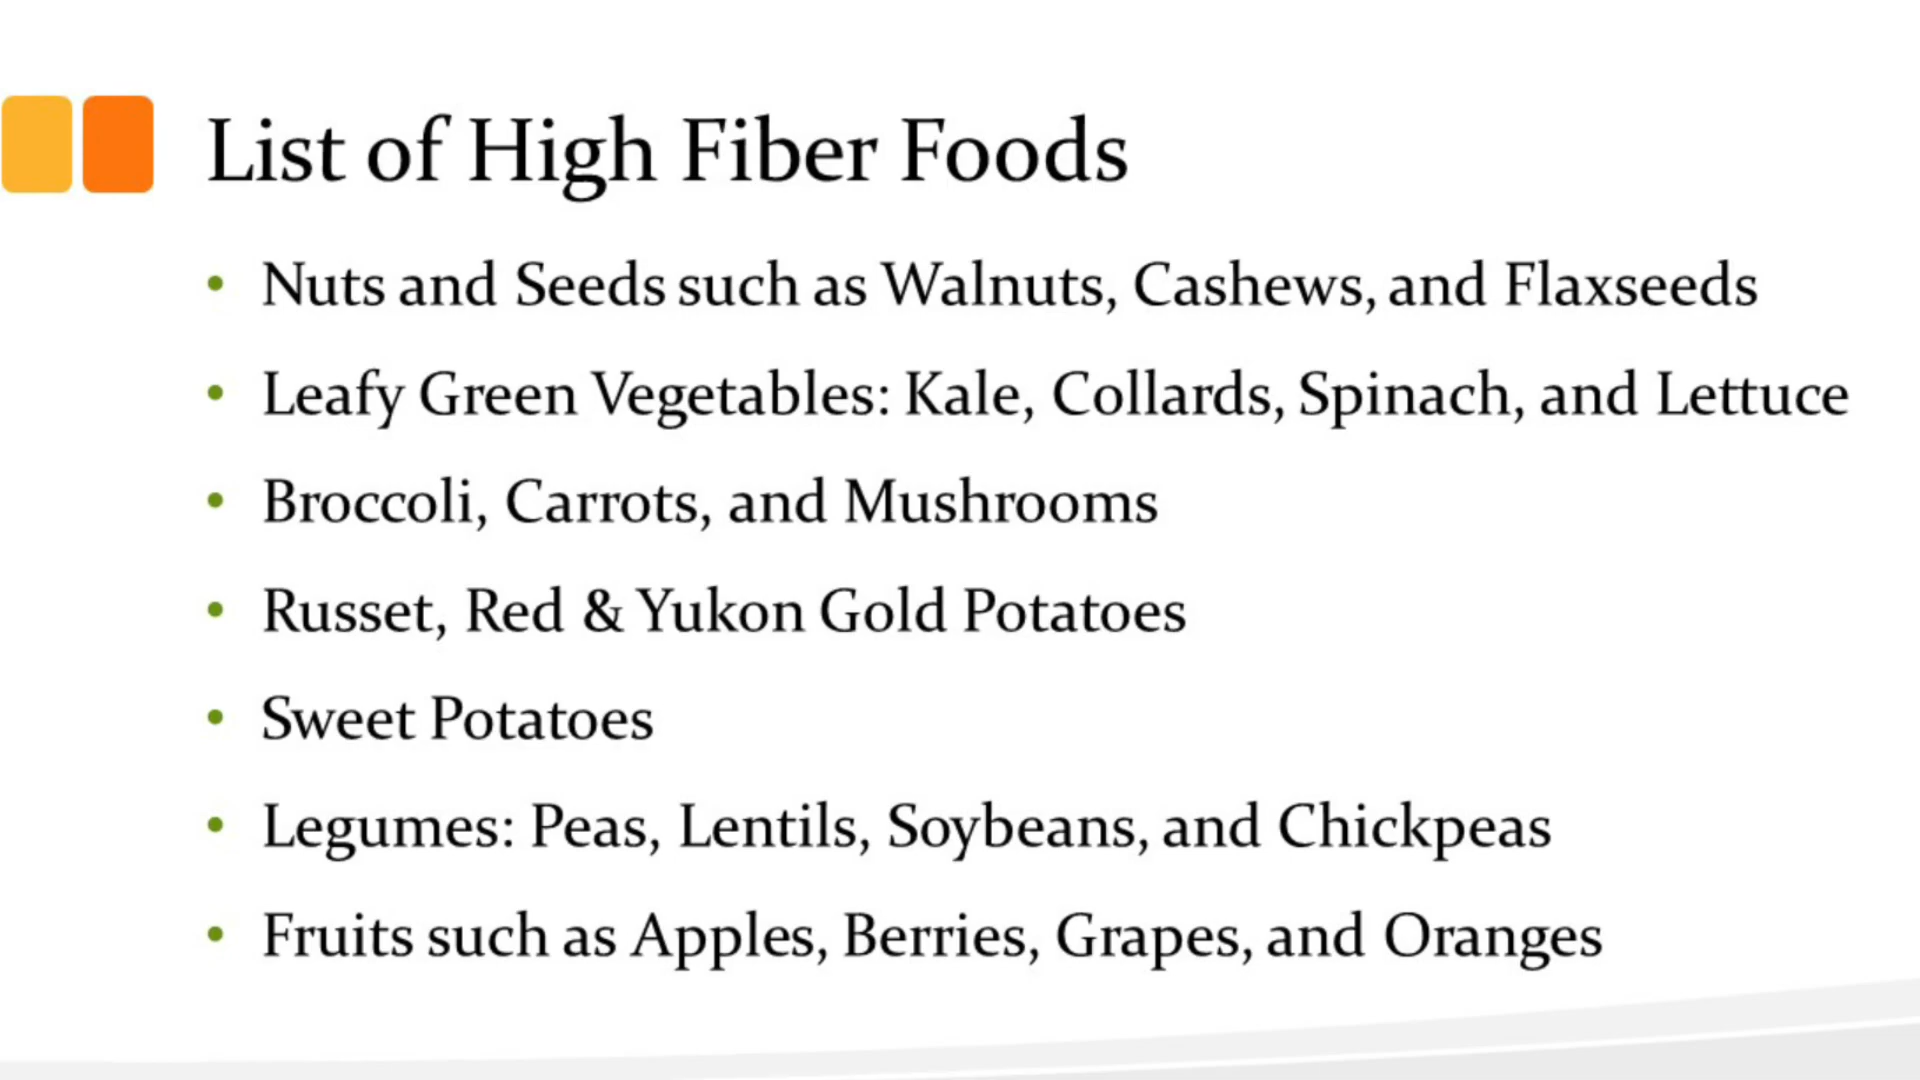 List of High Fiber Foods
• Nuts and Seeds such as Walnuts, Cashews, and Flaxseeds
• Leafy Green Vegetables: Kale, Collards, Spinach, and Lettuce
• Broccoli, Carrots, and Mushrooms
• Russet, Red & Yukon Gold Potatoes
• Sweet Potatoes
• Legumes: Peas, Lentils, Soybeans, and Chickpeas
• Fruits such as Apples, Berries, Grapes, and Oranges